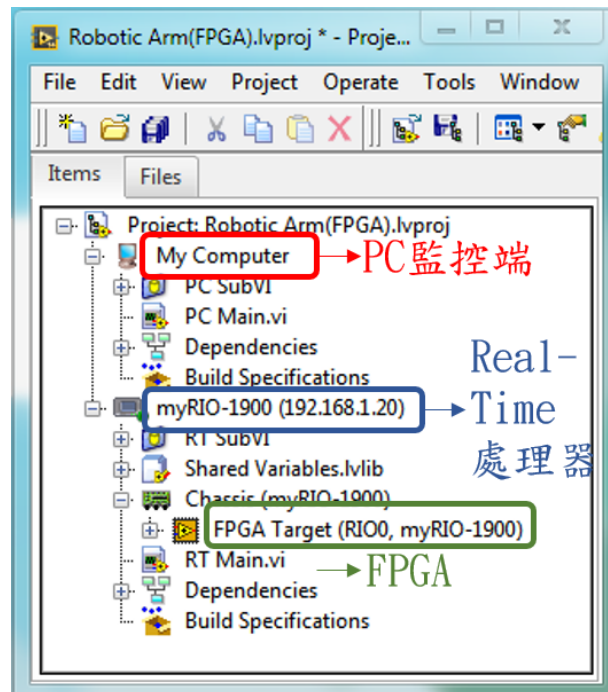 Robotic Arm(FPGA).lvproj * - Proje...
File Edit View Project Operate Tools Window
Items Files
Project: Robotic Arm(FPGA).lvproj
My Computer
PC監控端
PC SubVI
PC Main.vi
Dependencies
Build Specifications
Real-
Time
處理器
myRIO-1900 (192.168.1.20)
RT SubVI
Shared Variables.lvlib
Chassis (myRIO-1900)
FPGA Target (RIO0, myRIO-1900)
RT Main.vi
FPGA
Dependencies
Build Specifications